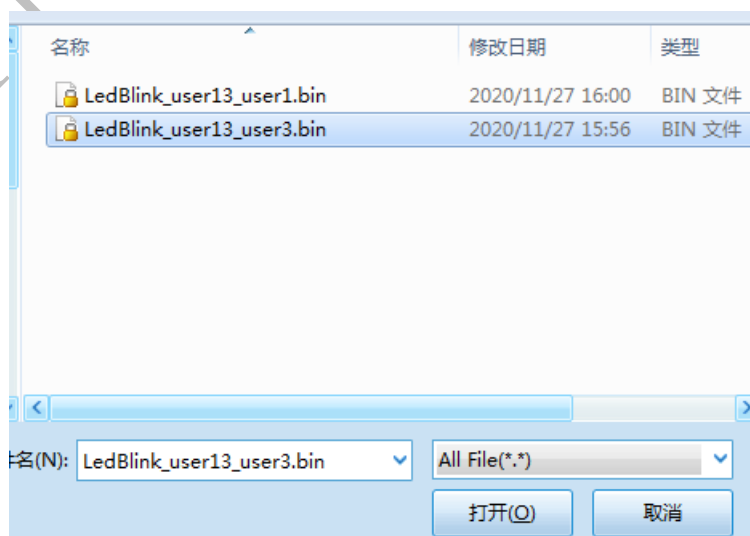 名称 修改日期 类型
LedBlink_user13_user1.bin 2020/11/27 16:00 BIN 文件
LedBlink_user13_user3.bin 2020/11/27 15:56 BIN 文件
件名(N): LedBlink_user13_user3.bin All File(*.*)
打开(O) 取消